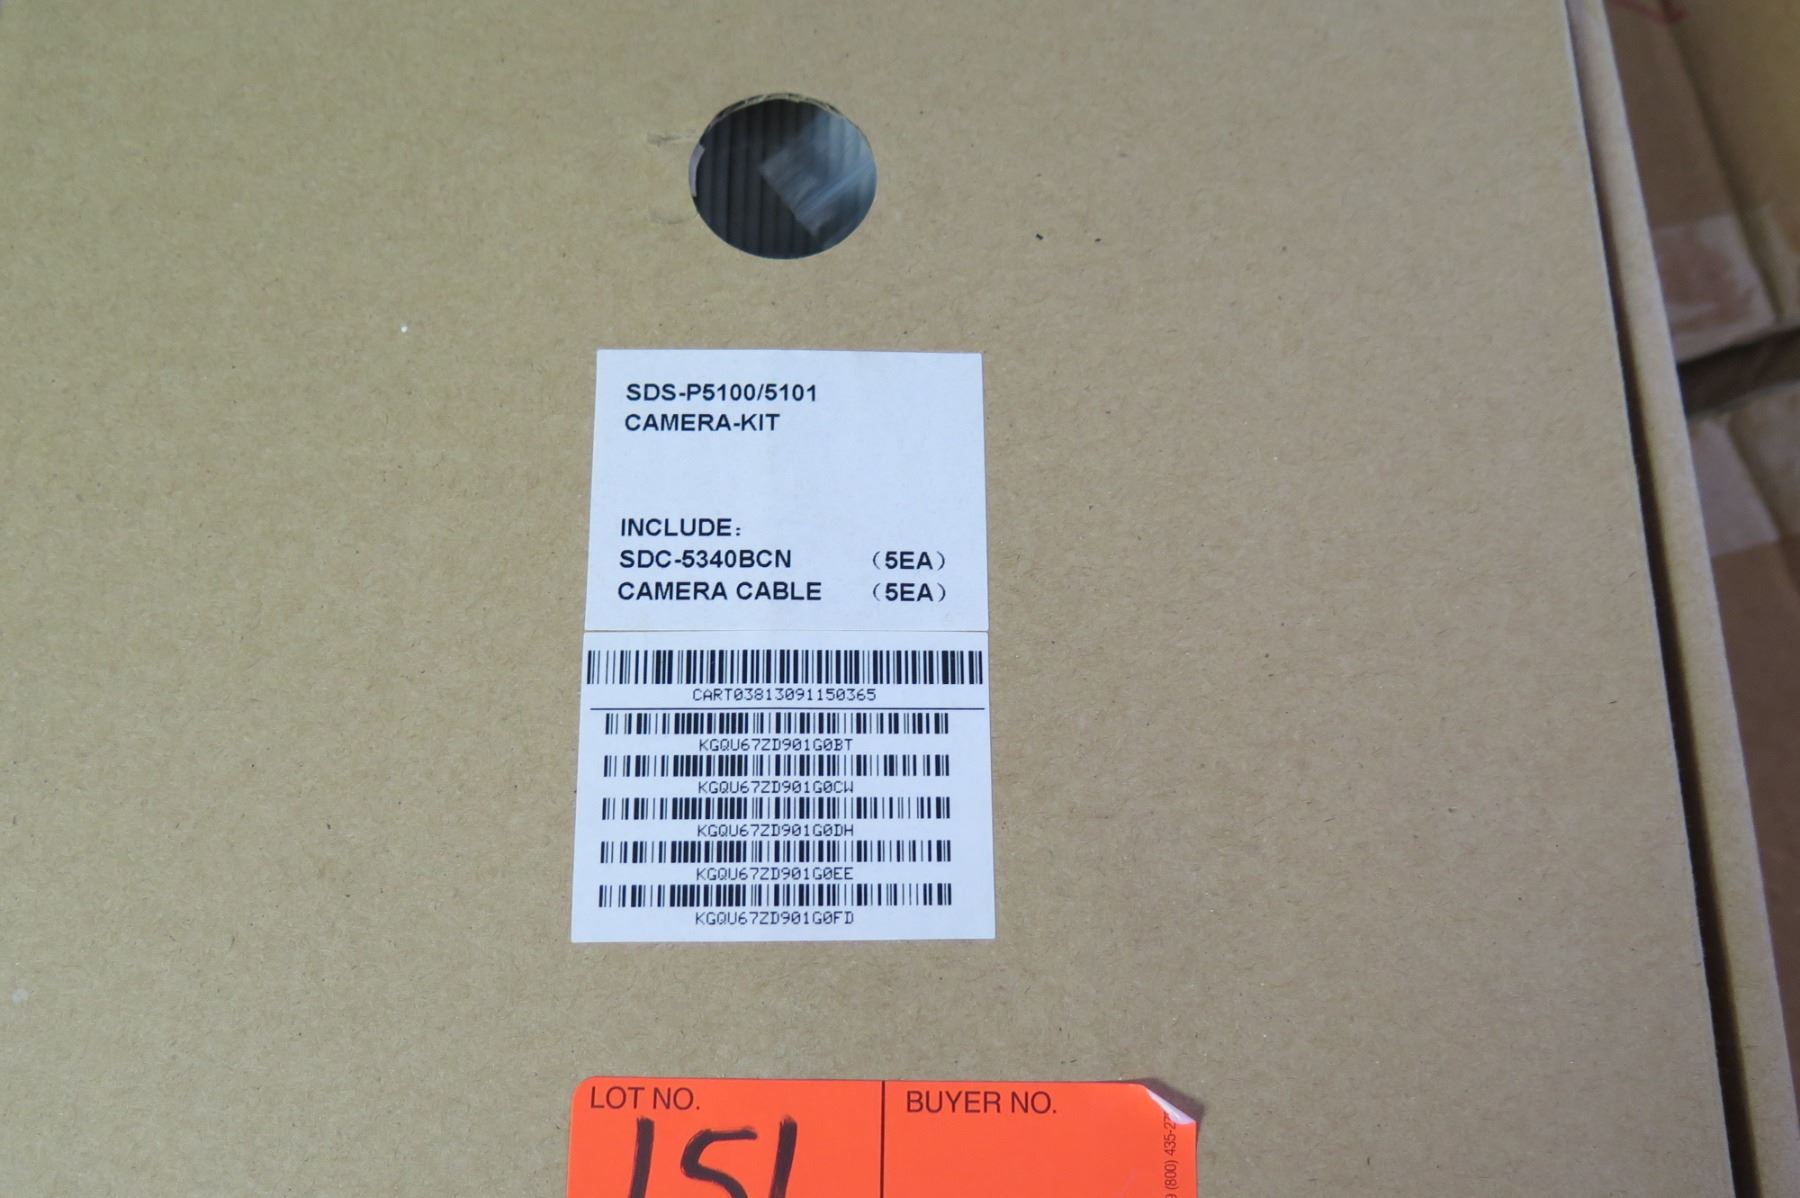 SDS-P5100/5101
CAMERA-KIT
INCLUDE:
SDC-5340BCN (5EA)
CAMERA CABLE (5EA)
CART03813091150365
KGQU67ZD901G0BT
KGQU67ZD901G0CW
KGQU67ZD901G0DH
KGQU67ZD901G0EE
KGQU67ZD901G0FD
LOT NO. BUYER NO.
151
(800)